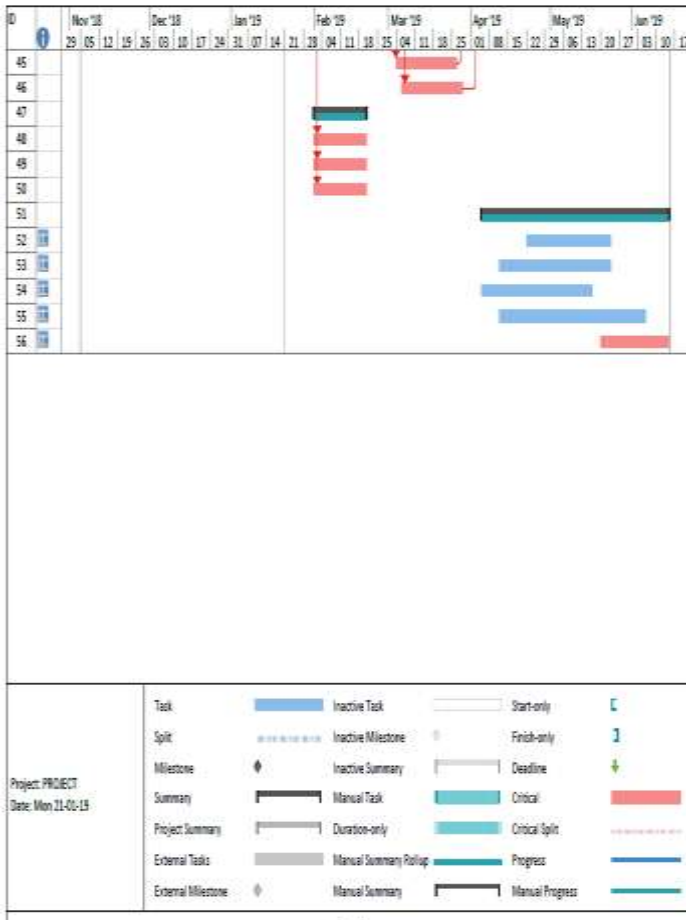 ID Nov '18 Dec '18 Jan '19 Feb '19 Mar '19 Apr '19 May '19 Jun '19
29 05 12 19 26 03 10 17 24 31 07 14 21 28 04 11 18 25 04 11 18 25 01 08 15 22 29 06 13 20 27 03 10 17
45
46
47
48
49
50
51
52
53
54
55
56
Project: PROJECT
Date: Mon 21-01-19
Task Inactive Task Start-only
Split Inactive Milestone Finish-only
Milestone Inactive Summary Deadline
Summary Manual Task Critical
Project Summary Duration-only Critical Split
External Tasks Manual Summary Rollup Progress
External Milestone Manual Summary Manual Progress